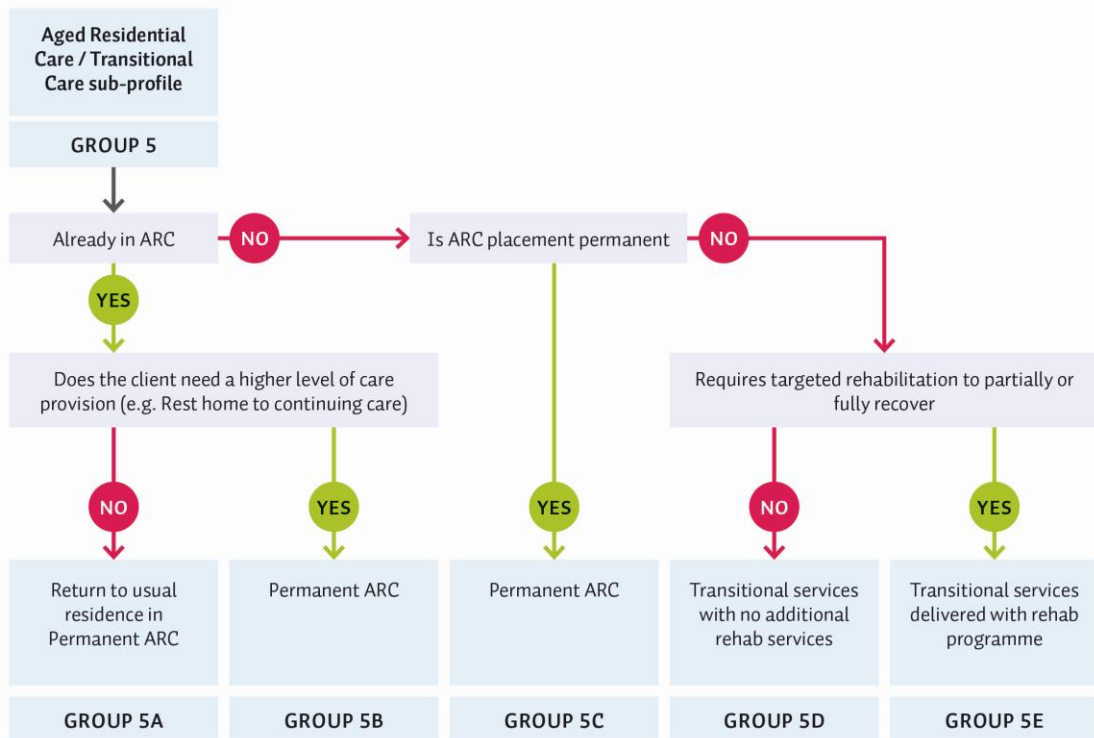 Aged Residential
Care / Transitional
Care sub-profile
GROUP 5
Already in ARC
NO
Is ARC placement permanent
NO
YES
Does the client need a higher level of care
provision (e.g. Rest home to continuing care)
Requires targeted rehabilitation to partially or
fully recover
NO
YES
YES
NO
YES
Return to usual
residence in
Permanent ARC
Permanent ARC
Permanent ARC
Transitional services
with no additional
rehab services
Transitional services
delivered with rehab
programme
GROUP 5A
GROUP 5B
GROUP 5C
GROUP 5D
GROUP 5E